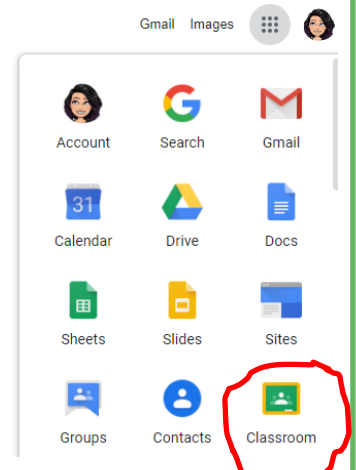 Gmail Images
Account Search Gmail
31
Calendar Drive Docs
Sheets Slides Sites
Groups Contacts Classroom